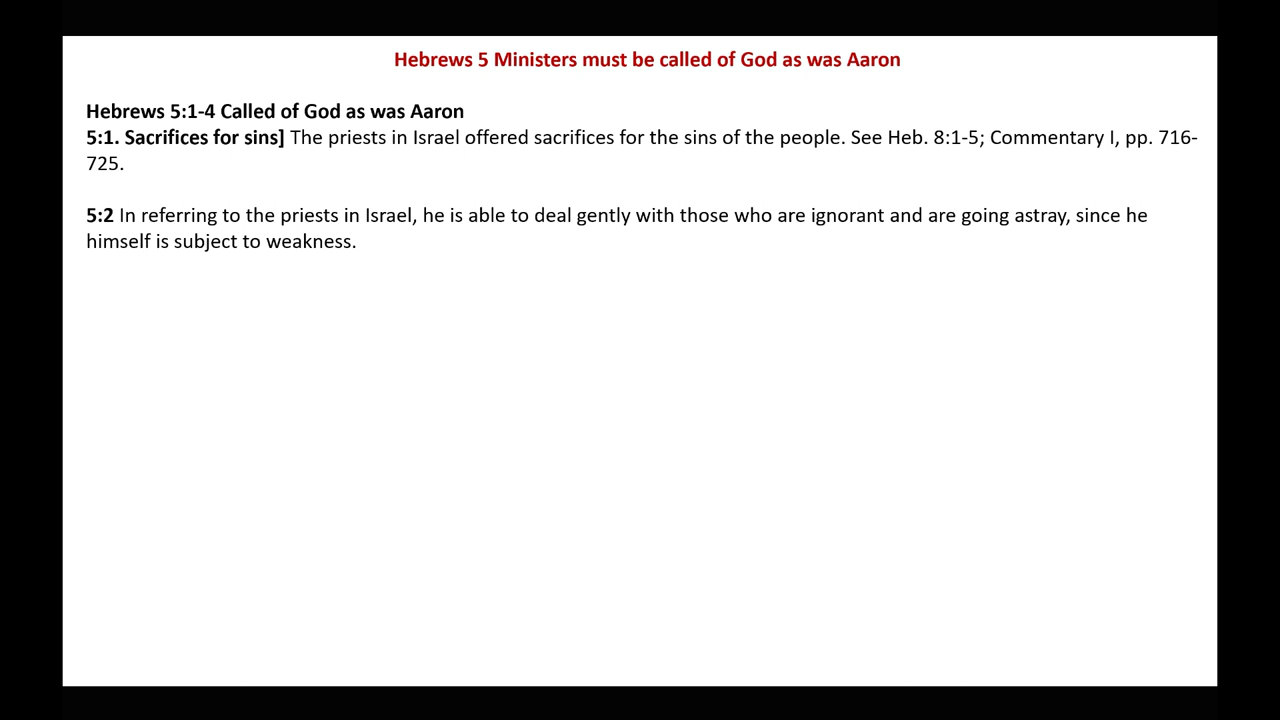 Hebrews 5 Ministers must be called of God as was Aaron
Hebrews 5:1-4 Called of God as was Aaron
5:1. Sacrifices for sins] The priests in Israel offered sacrifices for the sins of the people. See Heb. 8:1-5; Commentary I, pp. 716-
725.
5:2 In referring to the priests in Israel, he is able to deal gently with those who are ignorant and are going astray, since he
himself is subject to weakness.